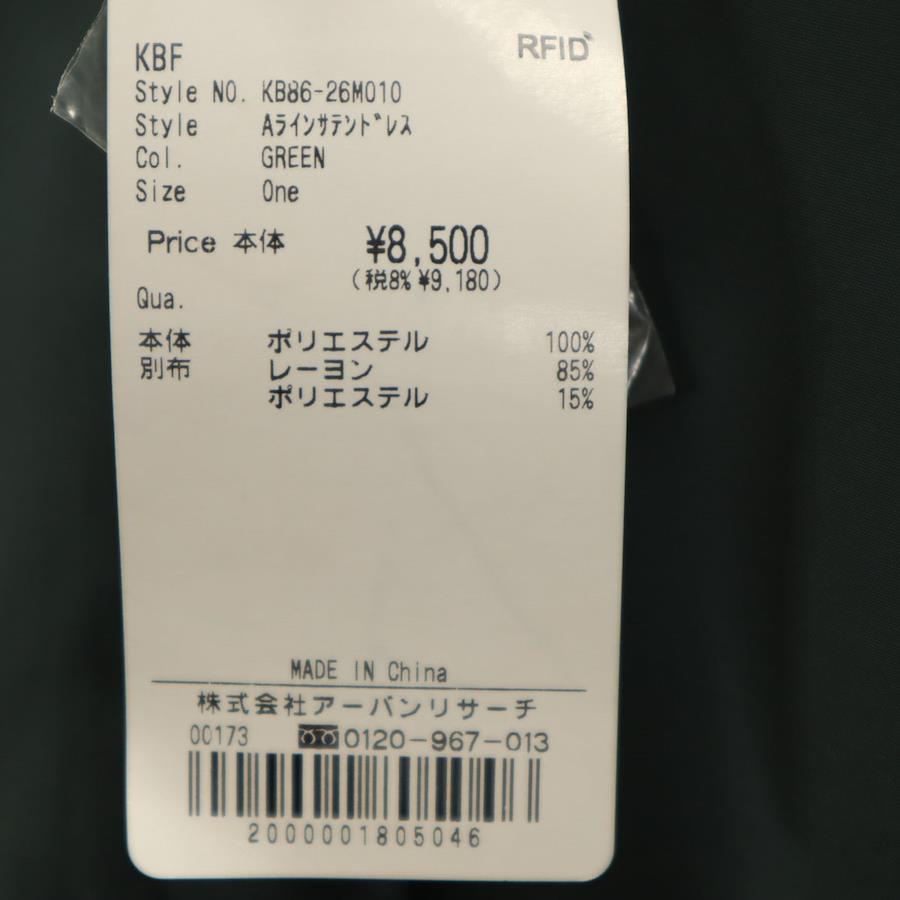 RFID
KBF
Style NO. KB86-26M010
Style Aﾗｲﾝｻﾃﾝﾄﾞﾚｽ
Col. GREEN
Size One
Price 本体 ¥8,500
(税8% ¥9,180)
Qua.
本体 ポリエステル 100%
別布 レーヨン 85%
ポリエステル 15%
MADE IN China
株式会社アーバンリサーチ
00173 0120-967-013
2000001805046